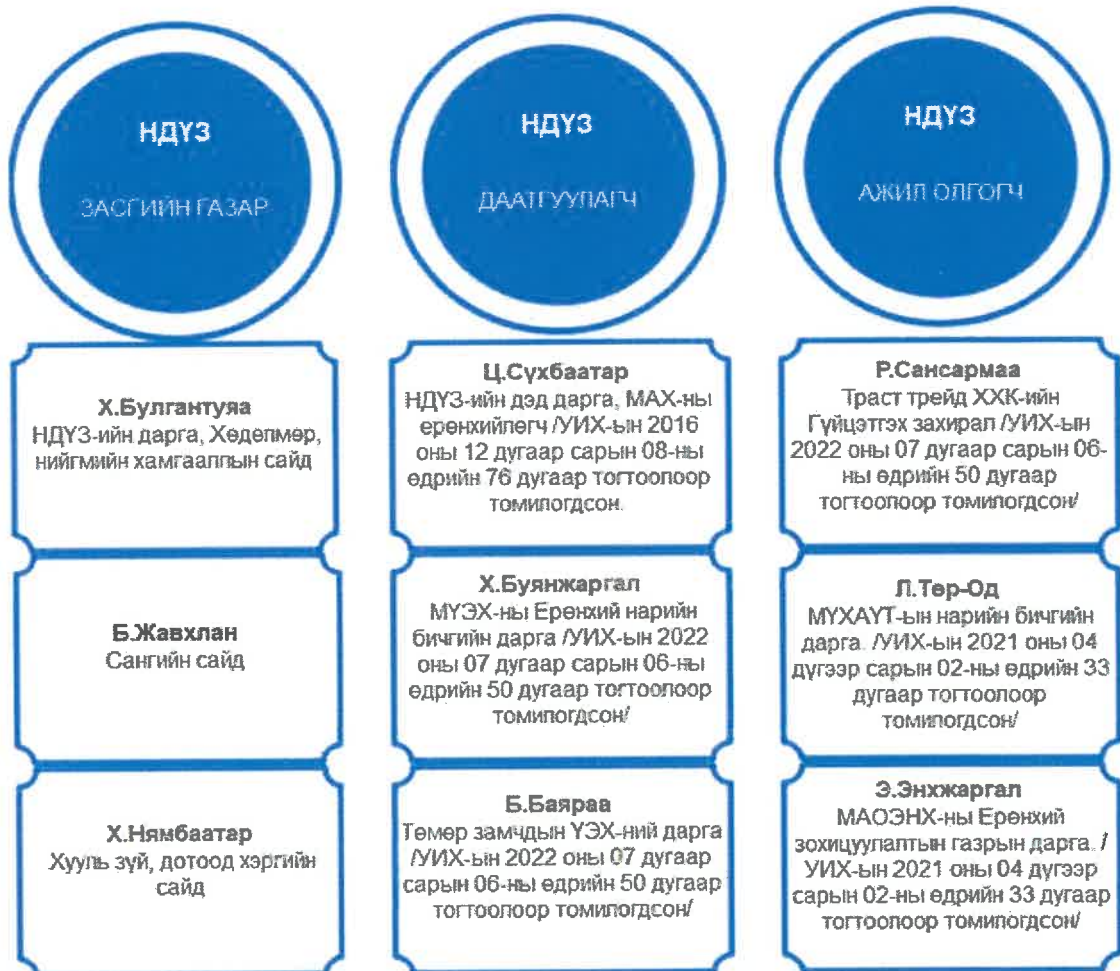 НДҮЗ
ЗАСГИЙН ГАЗАР
Х.Булгантуяа
НДҮЗ-ийн дарга, Хөдөлмөр,
нийгмийн хамгааллын сайд
Б.Жавхлан
Сангийн сайд
Х.Нямбаатар
Хууль зүй, дотоод хэргийн
сайд
НДҮЗ
ДААТГУУЛАГЧ
Ц.Сүхбаатар
НДҮЗ-ийн дэд дарга, МАХ-ны
ерөнхийлөгч /УИХ-ын 2016
оны 12 дугаар сарын 08-ны
өдрийн 76 дугаар тогтоолоор
томилогдсон.
Х.Буянжаргал
МҮЭХ-ны Ерөнхий нарийн
бичгийн дарга /УИХ-ын 2022
оны 07 дугаар сарын 06-ны
өдрийн 50 дугаар тогтоолоор
томилогдсон/
Б.Баяраа
Төмөр замчдын ҮЭХ-ний дарга
/УИХ-ын 2022 оны 07 дугаар
сарын 06-ны өдрийн 50 дугаар
тогтоолоор томилогдсон/
НДҮЗ
АЖИЛ ОЛГОГЧ
Р.Сансармаа
Траст трейд ХХК-ийн
Гүйцэтгэх захирал /УИХ-ын
2022 оны 07 дугаар сарын 06-
ны өдрийн 50 дугаар
тогтоолоор томилогдсон/
Л.Төр-Од
МҮХАҮТ-ын нарийн бичгийн
дарга. /УИХ-ын 2021 оны 04
дүгээр сарын 02-ны өдрийн 33
дугаар тогтоолоор
томилогдсон/
Э.Энхжаргал
МАОЭНХ-ны Ерөнхий
зохицуулалтын газрын дарга. /
УИХ-ын 2021 оны 04 дүгээр
сарын 02-ны өдрийн 33 дугаар
тогтоолоор томилогдсон/